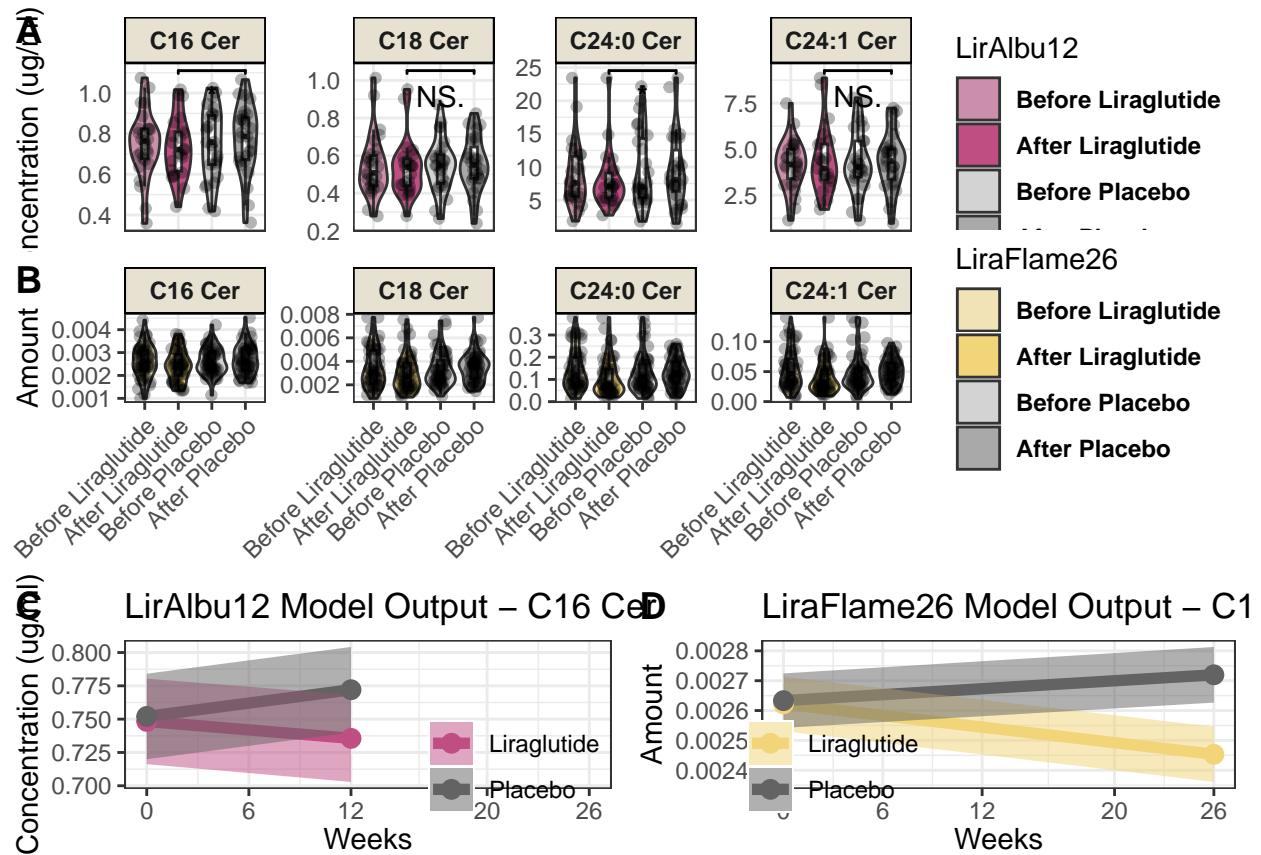 A
ncentration (ug/ml)
C16 Cer
C18 Cer
C24:0 Cer
C24:1 Cer
1.0
0.8
0.6
0.4
1.0
0.8
0.6
0.4
0.2
25
20
15
10
5
7.5
5.0
2.5
*
NS.
*
NS.
LirAlbu12
Before Liraglutide
After Liraglutide
Before Placebo
B
Amount
C16 Cer
C18 Cer
C24:0 Cer
C24:1 Cer
0.004
0.003
0.002
0.001
0.008
0.006
0.004
0.002
0.3
0.2
0.1
0.0
0.10
0.05
0.00
Before Liraglutide
After Liraglutide
Before Placebo
After Placebo
Before Liraglutide
After Liraglutide
Before Placebo
After Placebo
Before Liraglutide
After Liraglutide
Before Placebo
After Placebo
Before Liraglutide
After Liraglutide
Before Placebo
After Placebo
LiraFlame26
Before Liraglutide
After Liraglutide
Before Placebo
After Placebo
C
LirAlbu12 Model Output – C16 Cer
Concentration (ug/ml)
0.800
0.775
0.750
0.725
0.700
0
6
12
20
26
Weeks
Liraglutide
Placebo
D
LiraFlame26 Model Output – C1
Amount
0.0028
0.0027
0.0026
0.0025
0.0024
0
6
12
20
26
Weeks
Liraglutide
Placebo